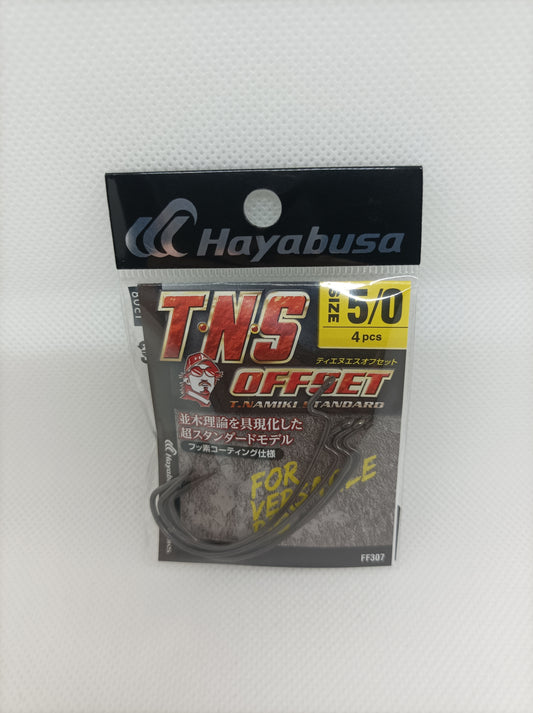 Hayabusa
T.N.S
SIZE
5/0
4 pcs
ティエヌエスオフセット
OFFSET
T.NAMIKI STANDARD
並木理論を具現化した
超スタンダードモデル
フッ素コーティング仕様
FOR
FF307
Hayabusa